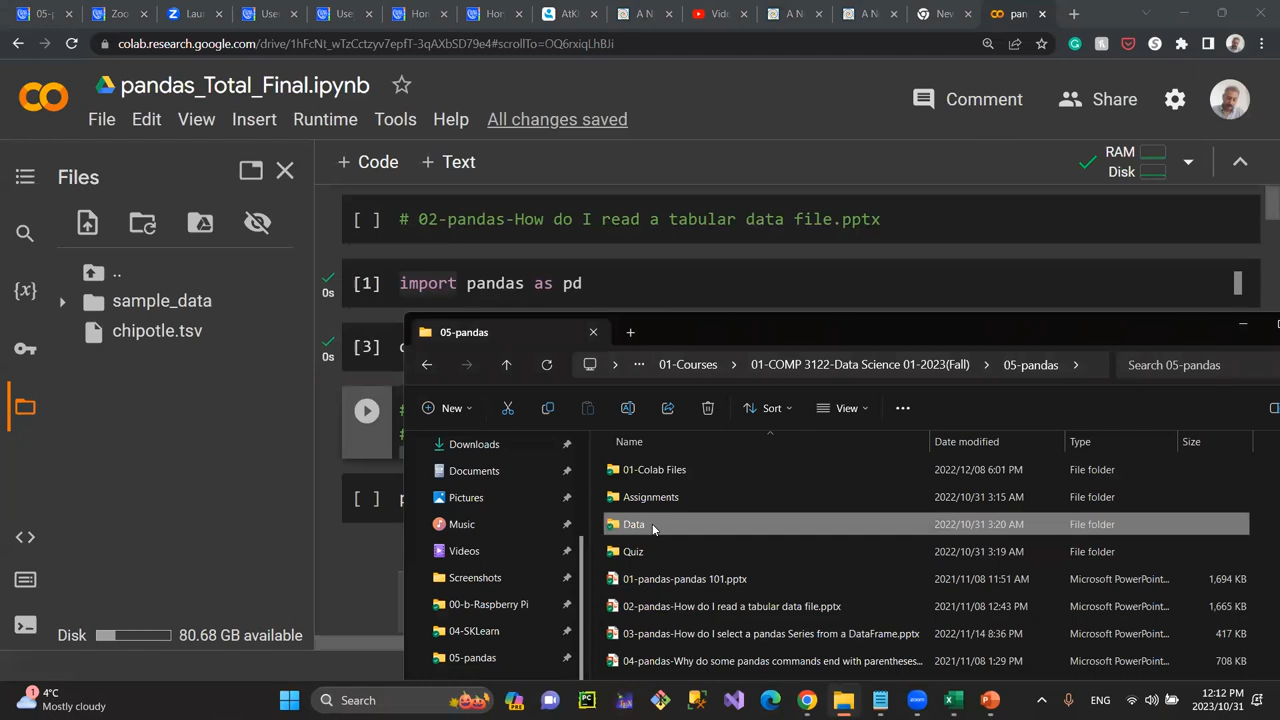 05-
Zoo
Lau
Use
Use
Hor
Hor
AtKl
A N
Vide
A N
A N
New
pan
colab.research.google.com/drive/1hFcNt_wTzCctzyv7epfT-3qAXbSD79e4#scrollTo=OQ6rxiqLhBJi
pandas_Total_Final.ipynb
File Edit View Insert Runtime Tools Help All changes saved
Comment
Share
Files
+ Code + Text
RAM
Disk
[ ] # 02-pandas-How do I read a tabular data file.pptx
..
[1] import pandas as pd
0s
sample_data
chipotle.tsv
05-pandas
[3]
0s
01-Courses 01-COMP 3122-Data Science 01-2023(Fall) 05-pandas
Search 05-pandas
New Sort View
#
#
Downloads
Documents
Pictures
Music
Videos
Screenshots
00-b-Raspberry Pi
04-SKLearn
05-pandas
Name Date modified Type Size
01-Colab Files 2022/12/08 6:01 PM File folder
Assignments 2022/10/31 3:15 AM File folder
Data 2022/10/31 3:20 AM File folder
Quiz 2022/10/31 3:19 AM File folder
01-pandas-pandas 101.pptx 2021/11/08 11:51 AM Microsoft PowerPoint... 1,694 KB
02-pandas-How do I read a tabular data file.pptx 2021/11/08 12:43 PM Microsoft PowerPoint... 1,665 KB
03-pandas-How do I select a pandas Series from a DataFrame.pptx 2022/11/14 8:36 PM Microsoft PowerPoint... 417 KB
04-pandas-Why do some pandas commands end with parentheses... 2021/11/08 1:29 PM Microsoft PowerPoint... 708 KB
[ ] p
Disk 80.68 GB available
1
4°C
Mostly cloudy
Search
ENG
12:12 PM
2023/10/31